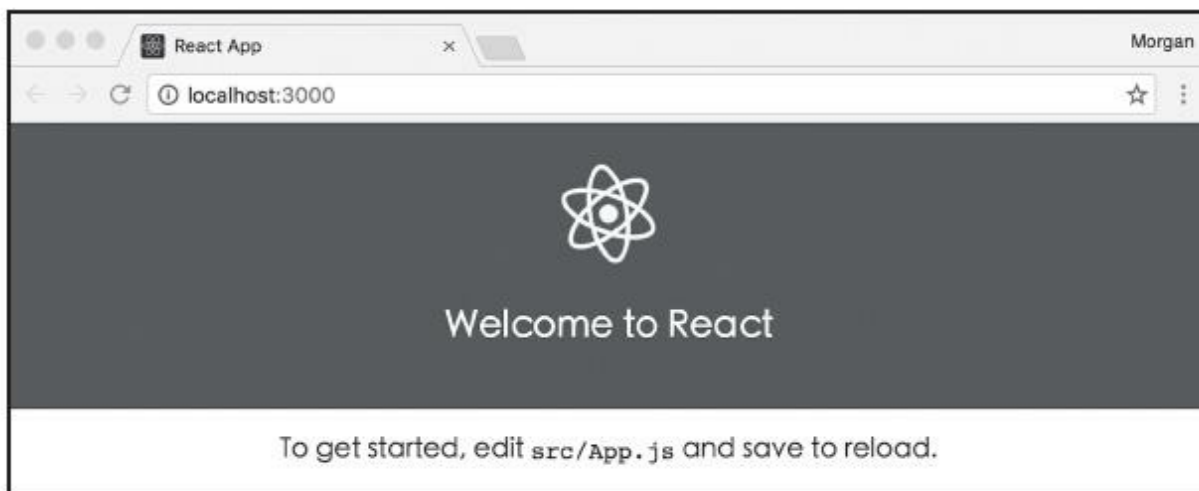 React App
Morgan
localhost:3000
Welcome to React
To get started, edit src/App.js and save to reload.